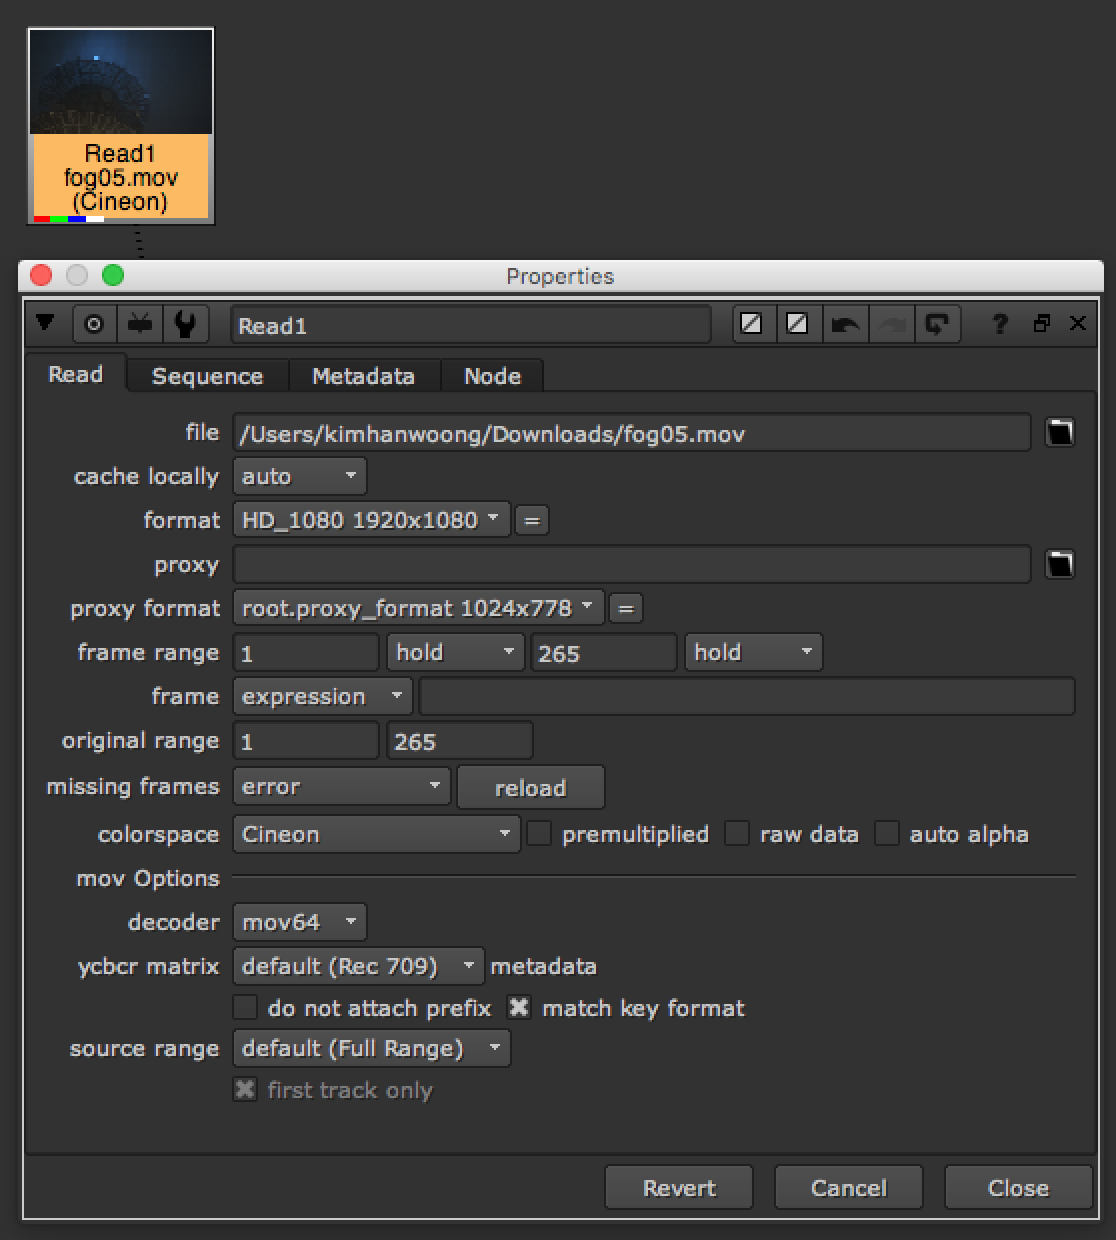 Read1
fog05.mov
(Cineon)
Properties
Read1
?
Read Sequence Metadata Node
file /Users/kimhanwoong/Downloads/fog05.mov
cache locally auto
format HD_1080 1920x1080 =
proxy
proxy format root.proxy_format 1024x778 =
frame range 1 hold 265 hold
frame expression
original range 1 265
missing frames error reload
colorspace Cineon premultiplied raw data auto alpha
mov Options
decoder mov64
ycbcr matrix default (Rec 709) metadata
do not attach prefix match key format
source range default (Full Range)
first track only
Revert Cancel Close